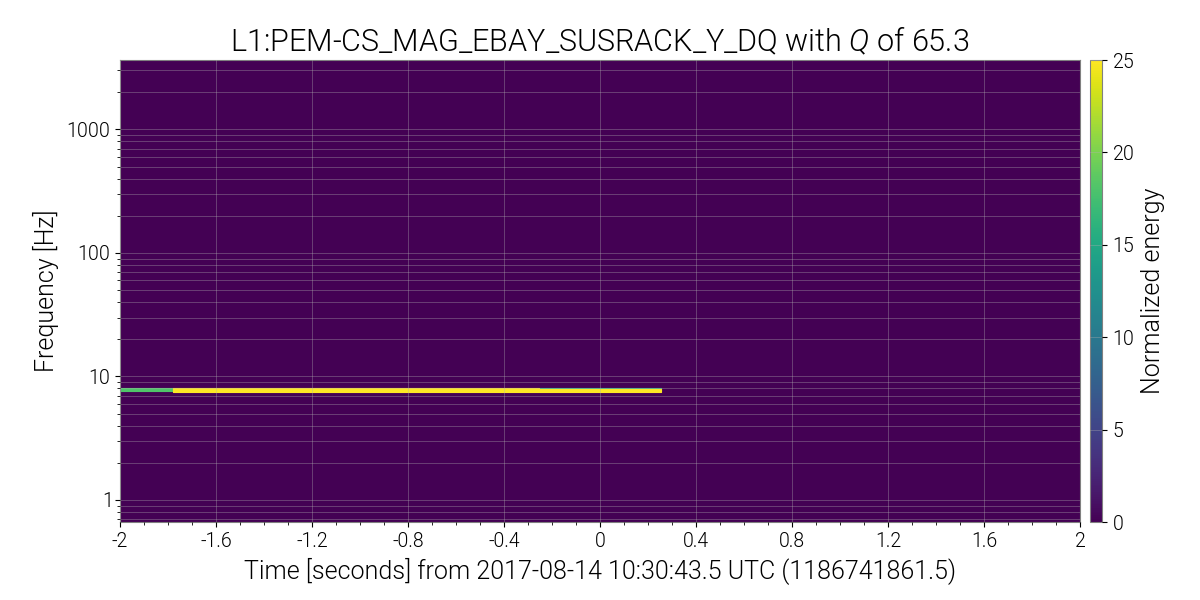 L1:PEM-CS_MAG_EBAY_SUSRACK_Y_DQ with Q of 65.3
Frequency [Hz]
1000
100
10
1
-2 -1.6 -1.2 -0.8 -0.4 0 0.4 0.8 1.2 1.6 2
Time [seconds] from 2017-08-14 10:30:43.5 UTC (1186741861.5)
25
20
15
10
5
0
Normalized energy